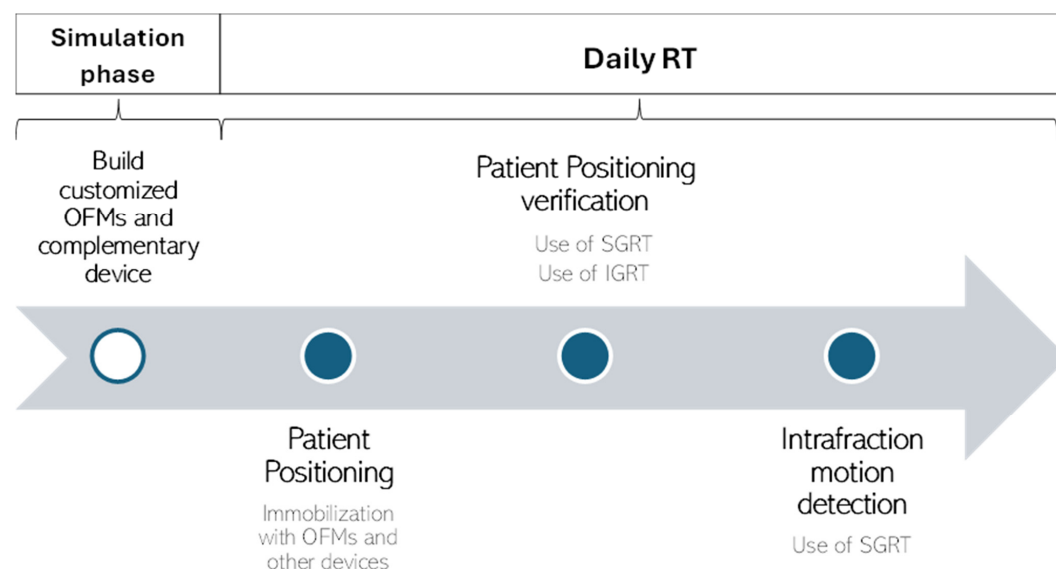 Simulation
phase
Daily RT
Build
customized
OFMs and
complementary
device
Patient Positioning
verification
Use of SGRT
Use of IGRT
Patient
Positioning
Immobilization
with OFMs and
other devices
Intrafraction
motion
detection
Use of SGRT